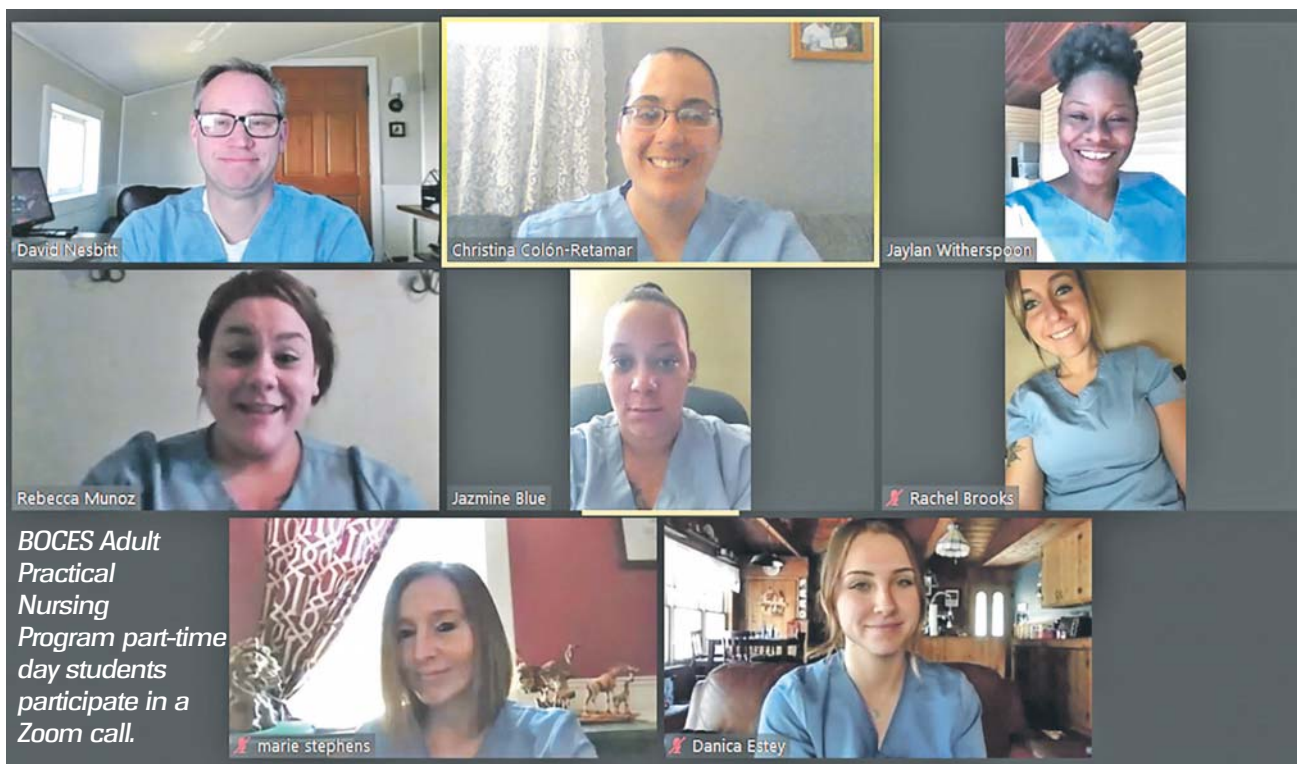 David Nesbitt
Christina Colón-Retamar
Jaylan Witherspoon
Rebecca Munoz
Jazmine Blue
Rachel Brooks
BOCES Adult
Practical
Nursing
Program part-time
day students
participate in a
Zoom call.
marie stephens
Danica Estey